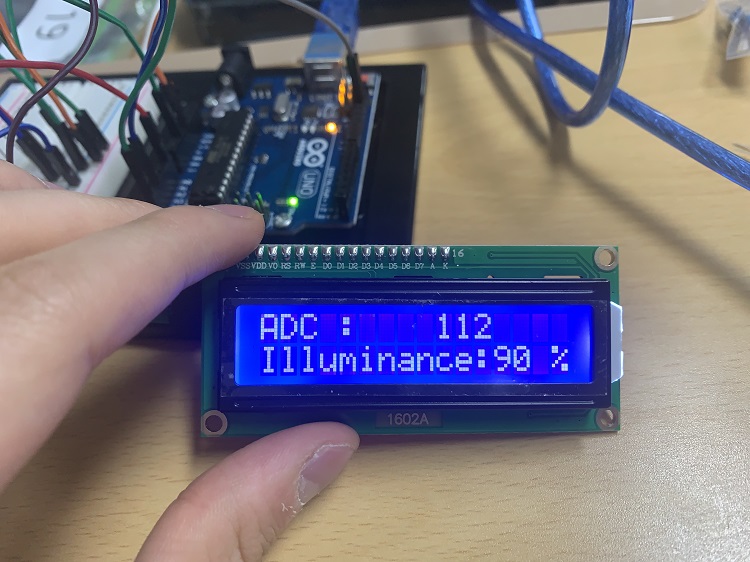 19
UNO
VSS VDD V0 RS RW E D0 D1 D2 D3 D4 D5 D6 D7 A K
16
ADC : 112
Illuminance:90 %
1602A